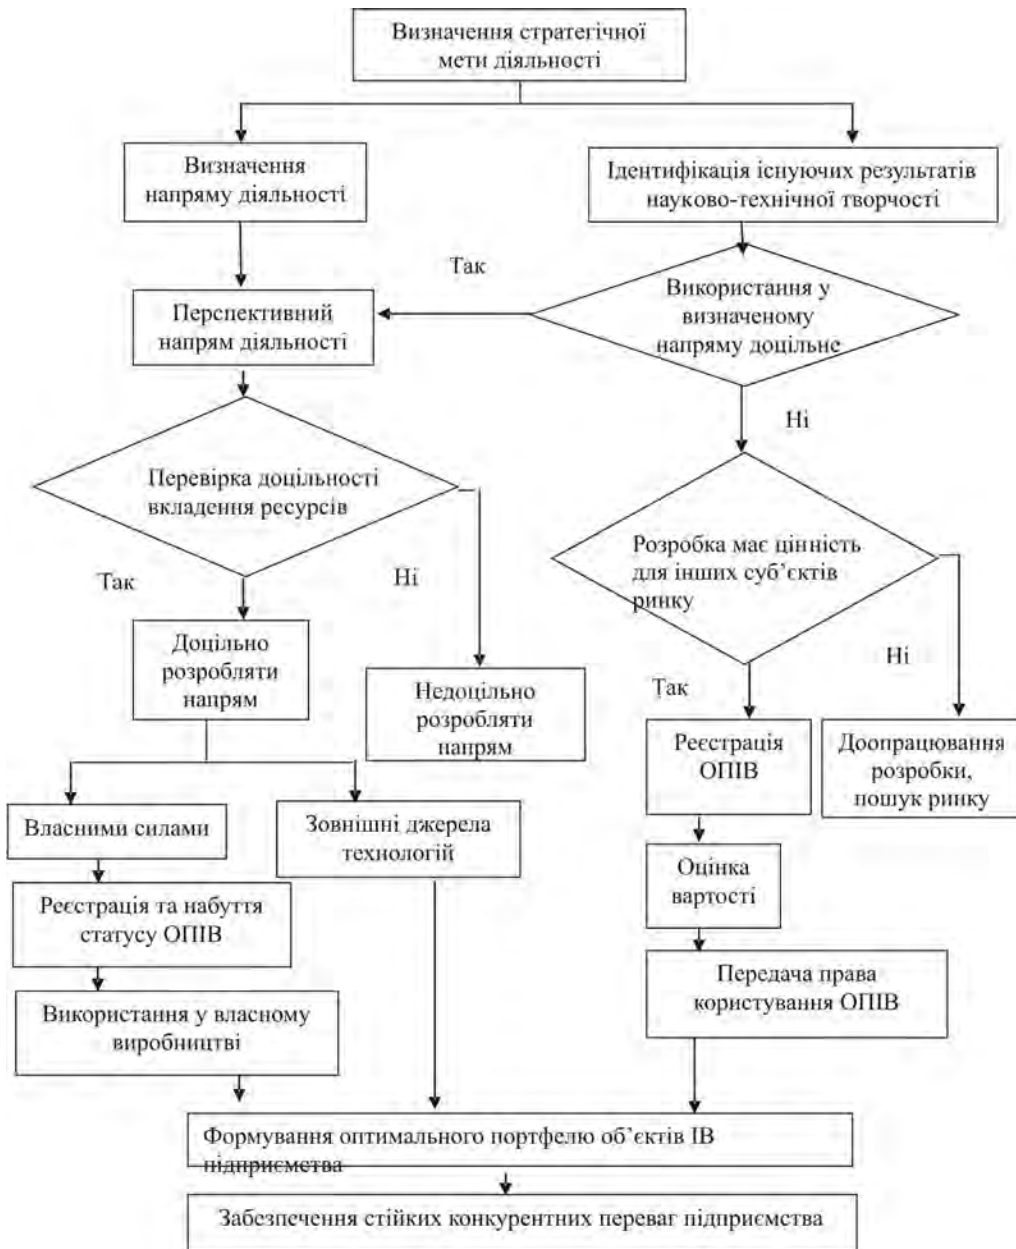 Визначення стратегічної
мети діяльності
Визначення
напряму діяльності
Ідентифікація існуючих результатів
науково-технічної творчості
Так
Використання у
визначеному
напряму доцільне
Перспективний
напрям діяльності
Ні
Перевірка доцільності
вкладення ресурсів
Розробка має цінність
для інших суб’єктів
ринку
Так
Ні
Доцільно
розробляти
напрям
Недоцільно
розробляти
напрям
Так
Ні
Реєстрація
ОПІВ
Доопрацювання
розробки,
пошук ринку
Власними силами
Зовнішні джерела
технологій
Оцінка
вартості
Реєстрація та набуття
статусу ОПІВ
Передача права
користування ОПІВ
Використання у власному
виробництві
Формування оптимального портфелю об’єктів ІВ
підприємства
Забезпечення стійких конкурентних переваг підприємства